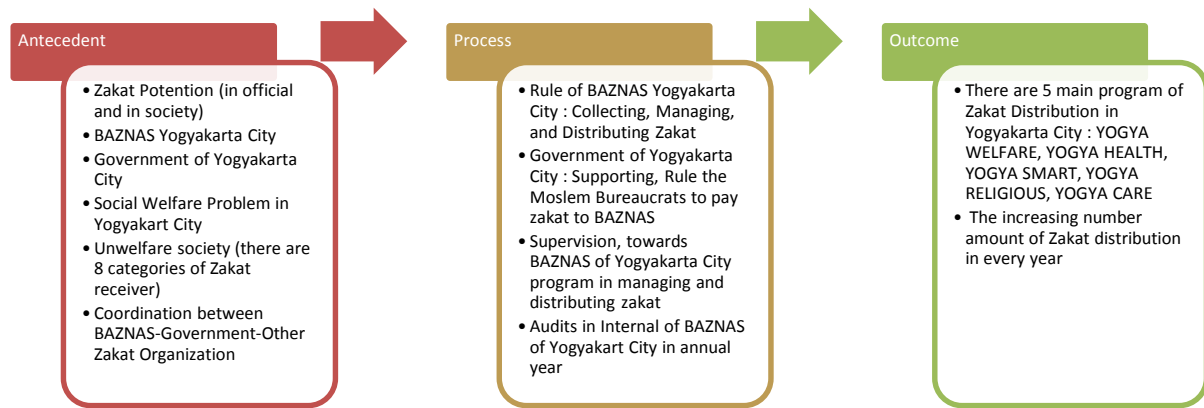 Antecedent
• Zakat Potention (in official
and in society)
• BAZNAS Yogyakarta City
• Government of Yogyakarta
City
• Social Welfare Problem in
Yogyakart City
• Unwelfare society (there are
8 categories of Zakat
receiver)
• Coordination between
BAZNAS-Government-Other
Zakat Organization
Process
• Rule of BAZNAS Yogyakarta
City : Collecting, Managing,
and Distributing Zakat
• Government of Yogyakarta
City : Supporting, Rule the
Moslem Bureaucrats to pay
zakat to BAZNAS
• Supervision, towards
BAZNAS of Yogyakarta City
program in managing and
distributing zakat
• Audits in Internal of BAZNAS
of Yogyakart City in annual
year
Outcome
• There are 5 main program of
Zakat Distribution in
Yogyakarta City : YOGYA
WELFARE, YOGYA HEALTH,
YOGYA SMART, YOGYA
RELIGIOUS, YOGYA CARE
• The increasing number
amount of Zakat distribution
in every year